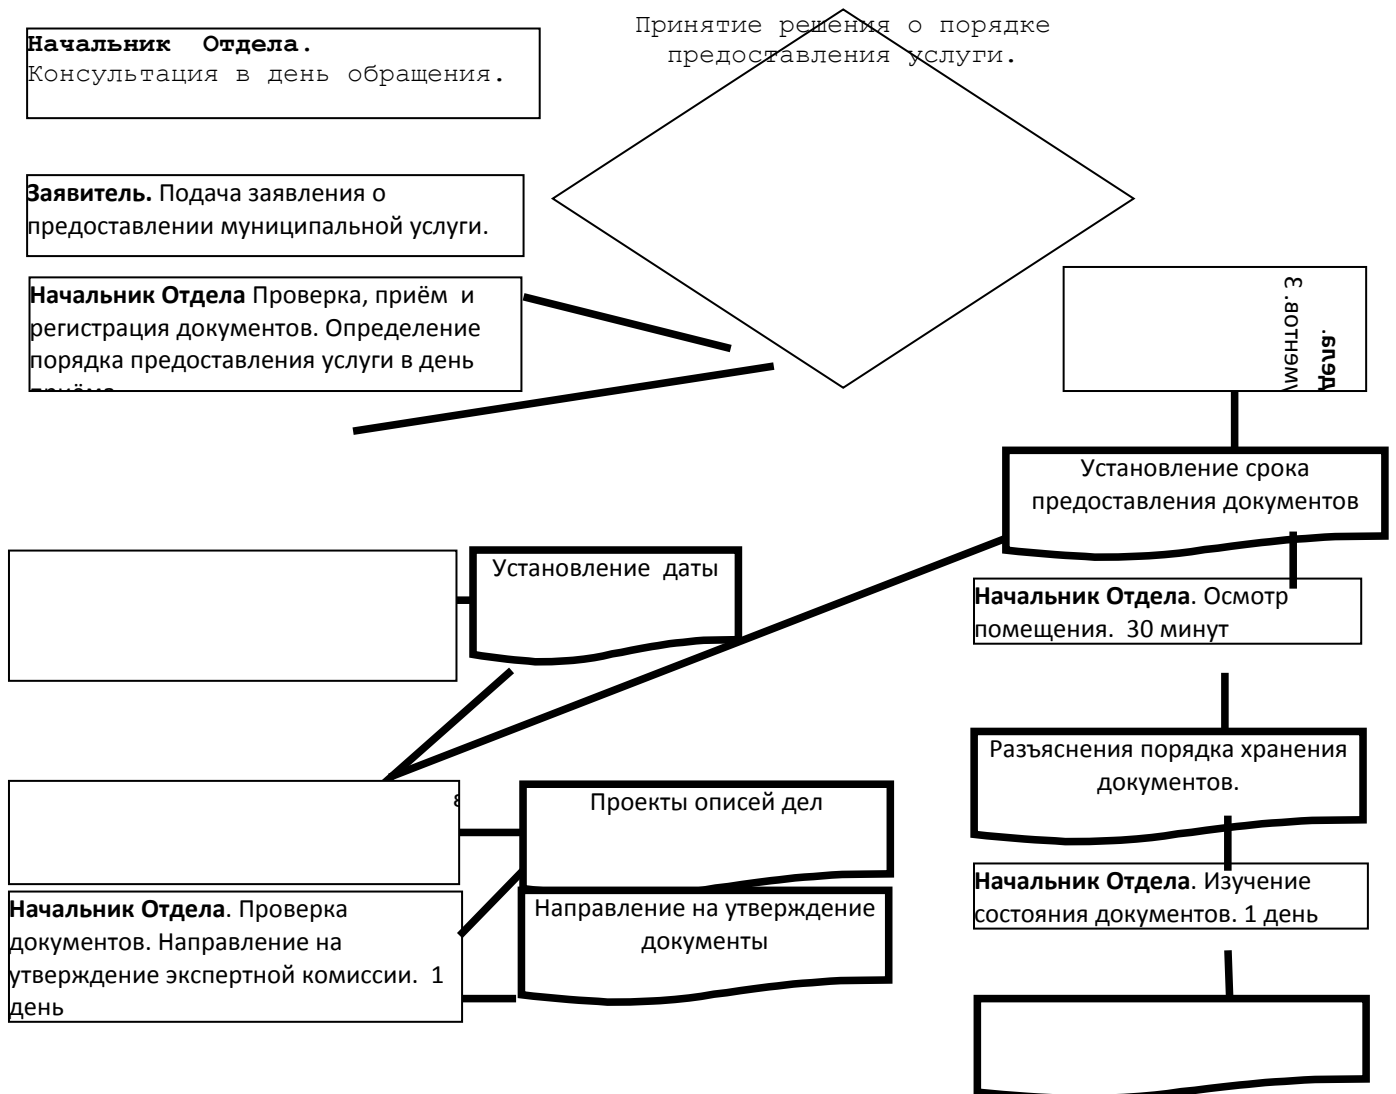 Начальник Отдела.
Консультация в день обращения.
Принятие решения о порядке
предоставления услуги.
Заявитель. Подача заявления о
предоставлении муниципальной услуги.
Начальник Отдела Проверка, приём и
регистрация документов. Определение
порядка предоставления услуги в день
Установление срока
предоставления документов
Установление даты
Начальник Отдела. Осмотр
помещения. 30 минут
Разъяснения порядка хранения
документов.
Проекты описей дел
Начальник Отдела. Изучение
состояния документов. 1 день
Начальник Отдела. Проверка
документов. Направление на
утверждение экспертной комиссии. 1
день
Направление на утверждение
документы